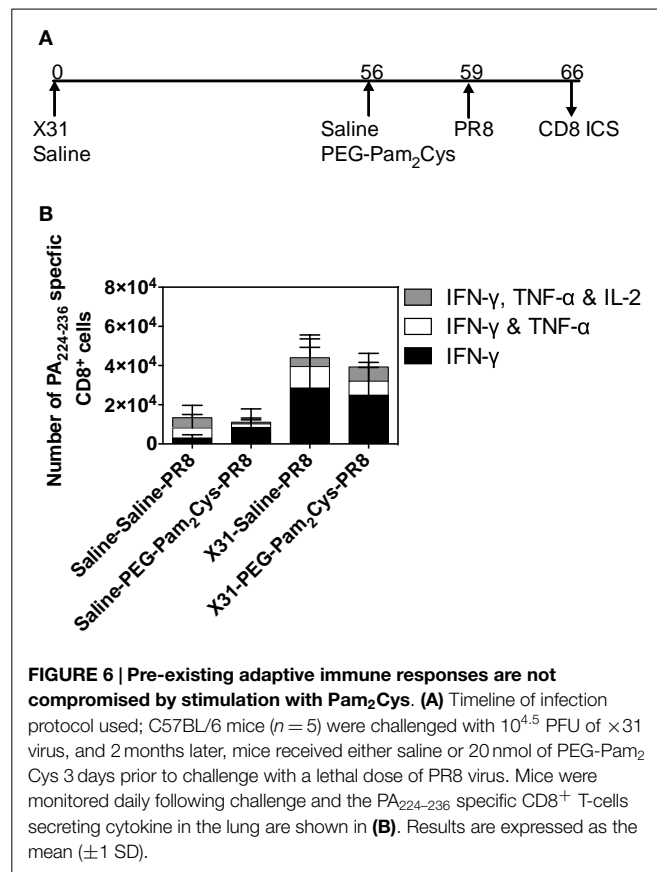 A
0 56 59 66
X31 Saline PR8 CD8 ICS
Saline PEG-Pam₂Cys
B
Number of PA₂₂₄₋₂₃₆ specfic
CD8⁺ cells
8×10⁴
6×10⁴
4×10⁴
2×10⁴
0
IFN-γ, TNF-α & IL-2
IFN-γ & TNF-α
IFN-γ
Saline-Saline-PR8
Saline-PEG-Pam₂Cys-PR8
X31-Saline-PR8
X31-PEG-Pam₂Cys-PR8
FIGURE 6 | Pre-existing adaptive immune responses are not
compromised by stimulation with Pam₂Cys. (A) Timeline of infection
protocol used; C57BL/6 mice (n = 5) were challenged with 10⁴·⁵ PFU of ×31
virus, and 2 months later, mice received either saline or 20 nmol of PEG-Pam₂
Cys 3 days prior to challenge with a lethal dose of PR8 virus. Mice were
monitored daily following challenge and the PA₂₂₄₋₂₃₆ specific CD8⁺ T-cells
secreting cytokine in the lung are shown in (B). Results are expressed as the
mean (±1 SD).